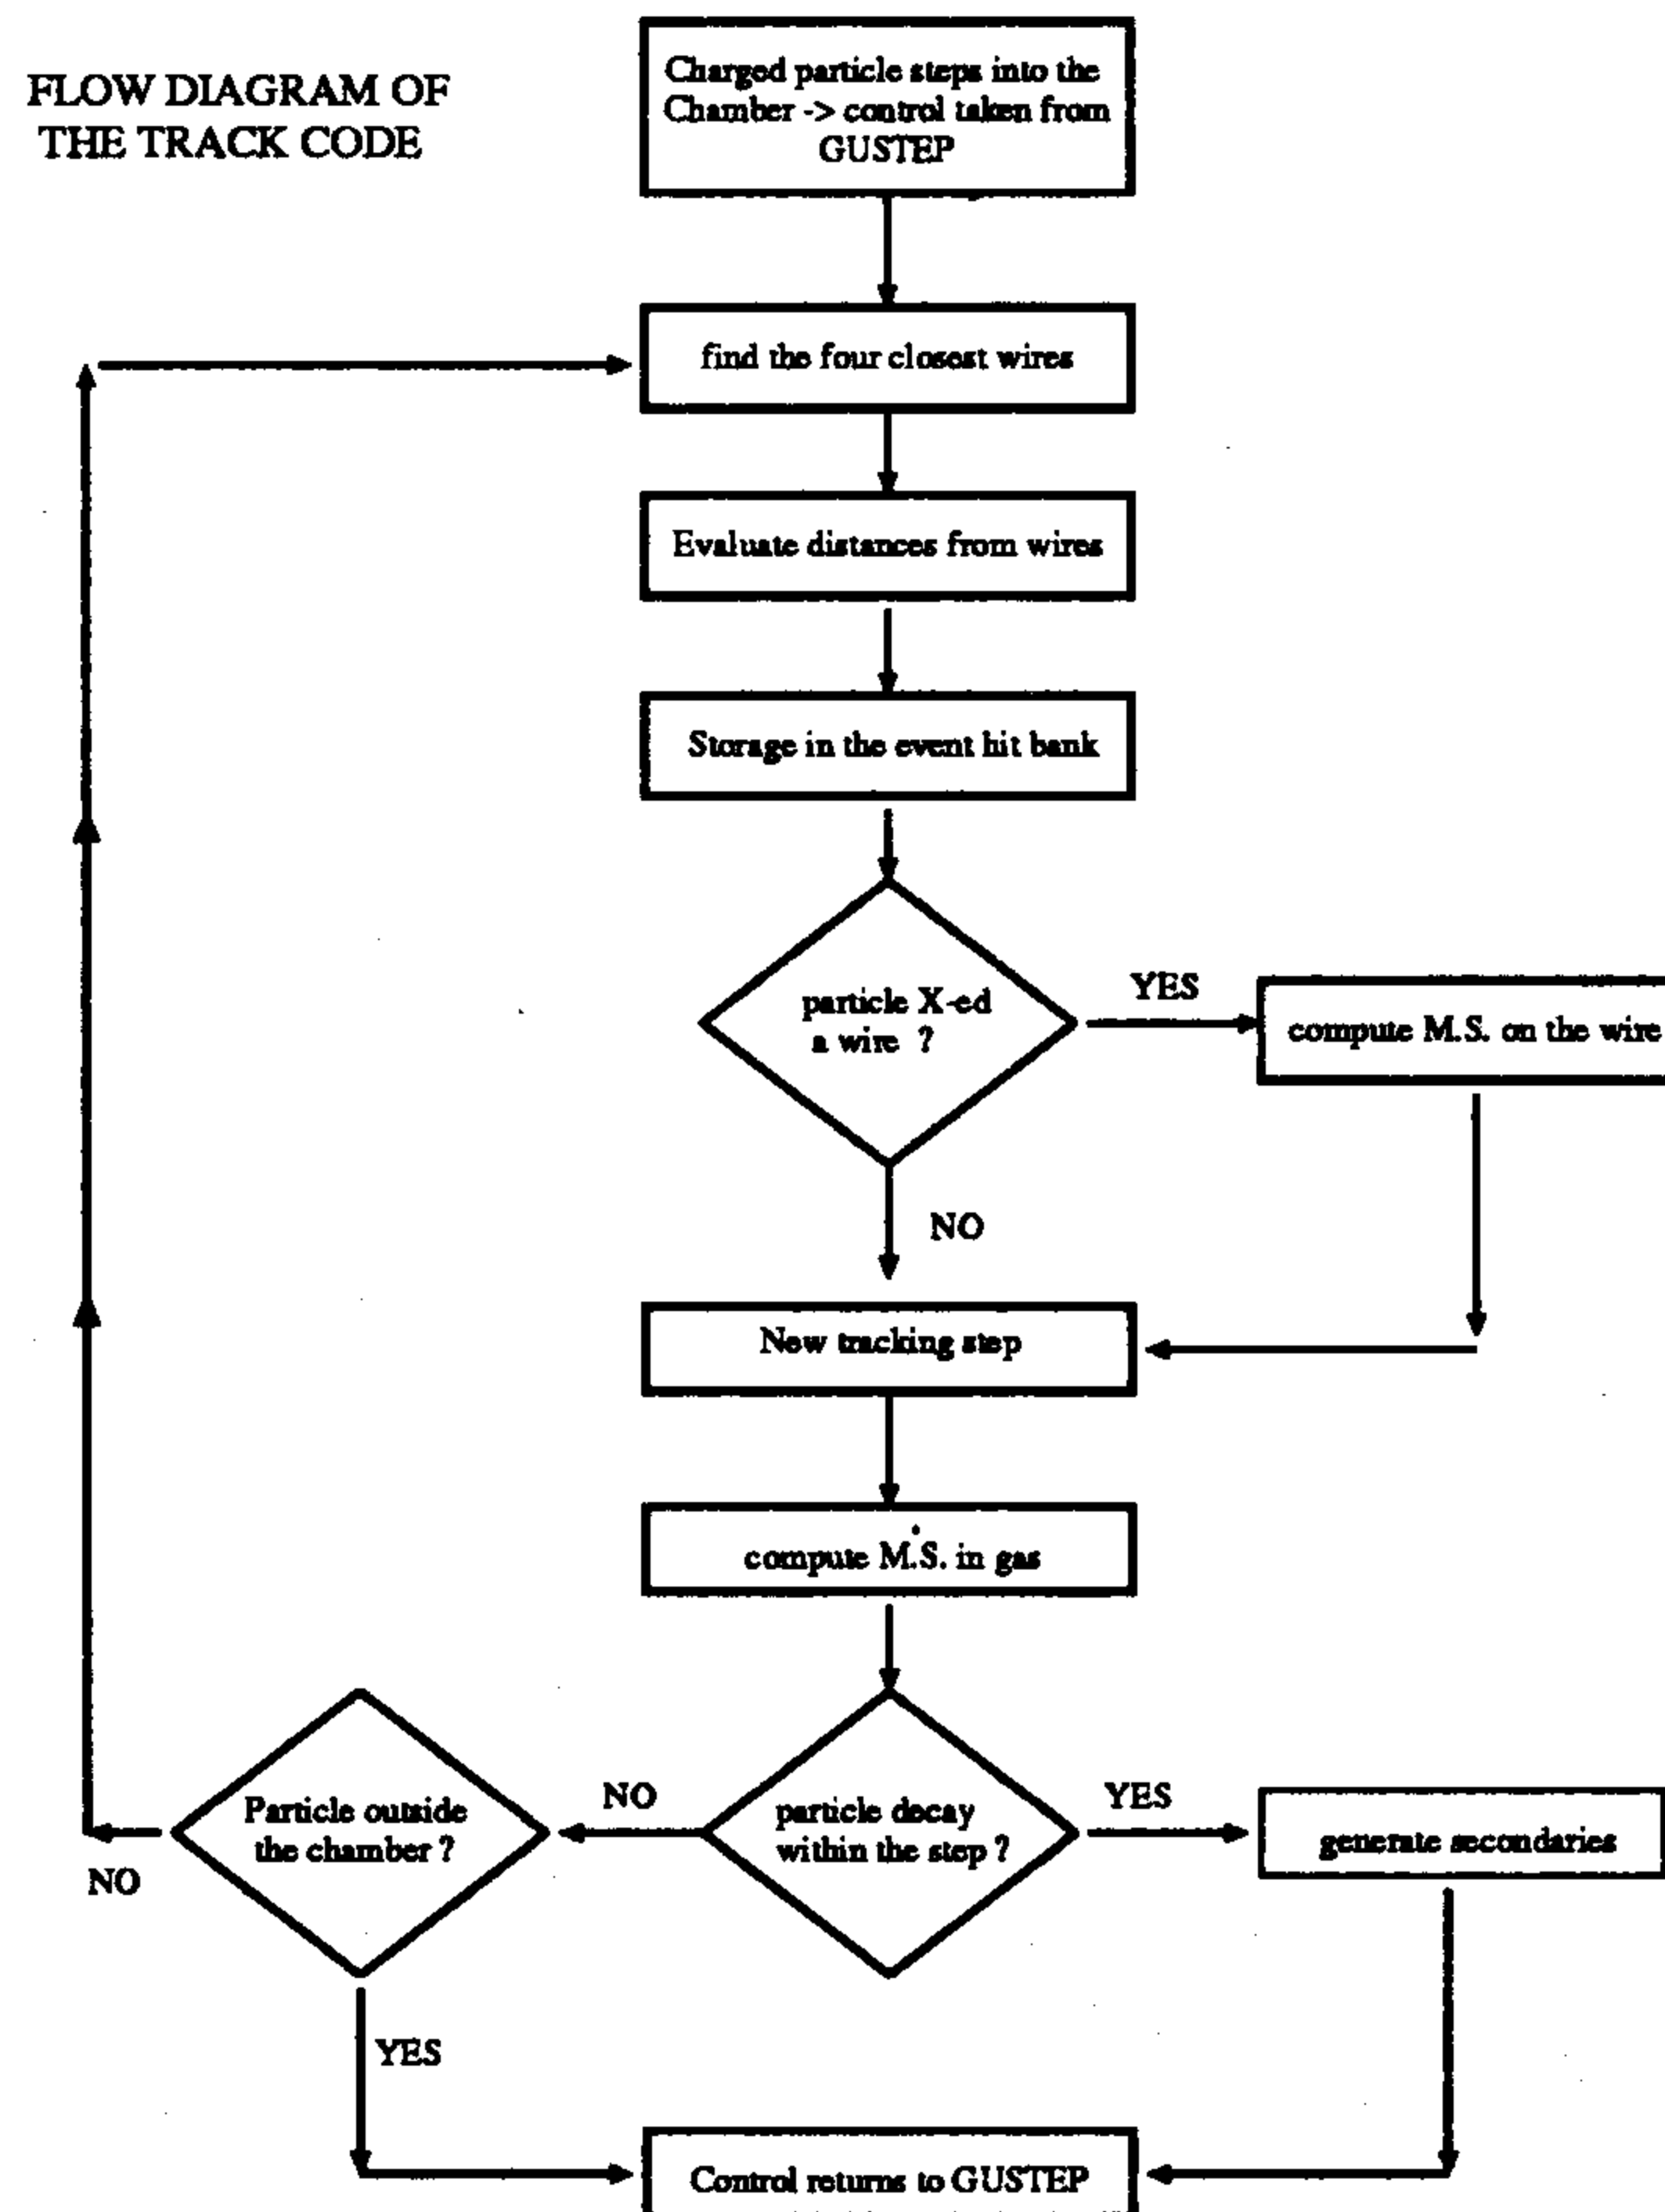 FLOW DIAGRAM OF
THE TRACK CODE
Charged particle steps into the
Chamber -> control taken from
GUSTEP
find the four closest wires
Evaluate distances from wires
Storage in the event hit bank
particle X-ed
a wire ?
YES
compute M.S. on the wire
NO
New tracking step
compute M.S. in gas
particle decay
within the step ?
NO
YES
Particle outside
the chamber ?
generate secondaries
NO
YES
Control returns to GUSTEP